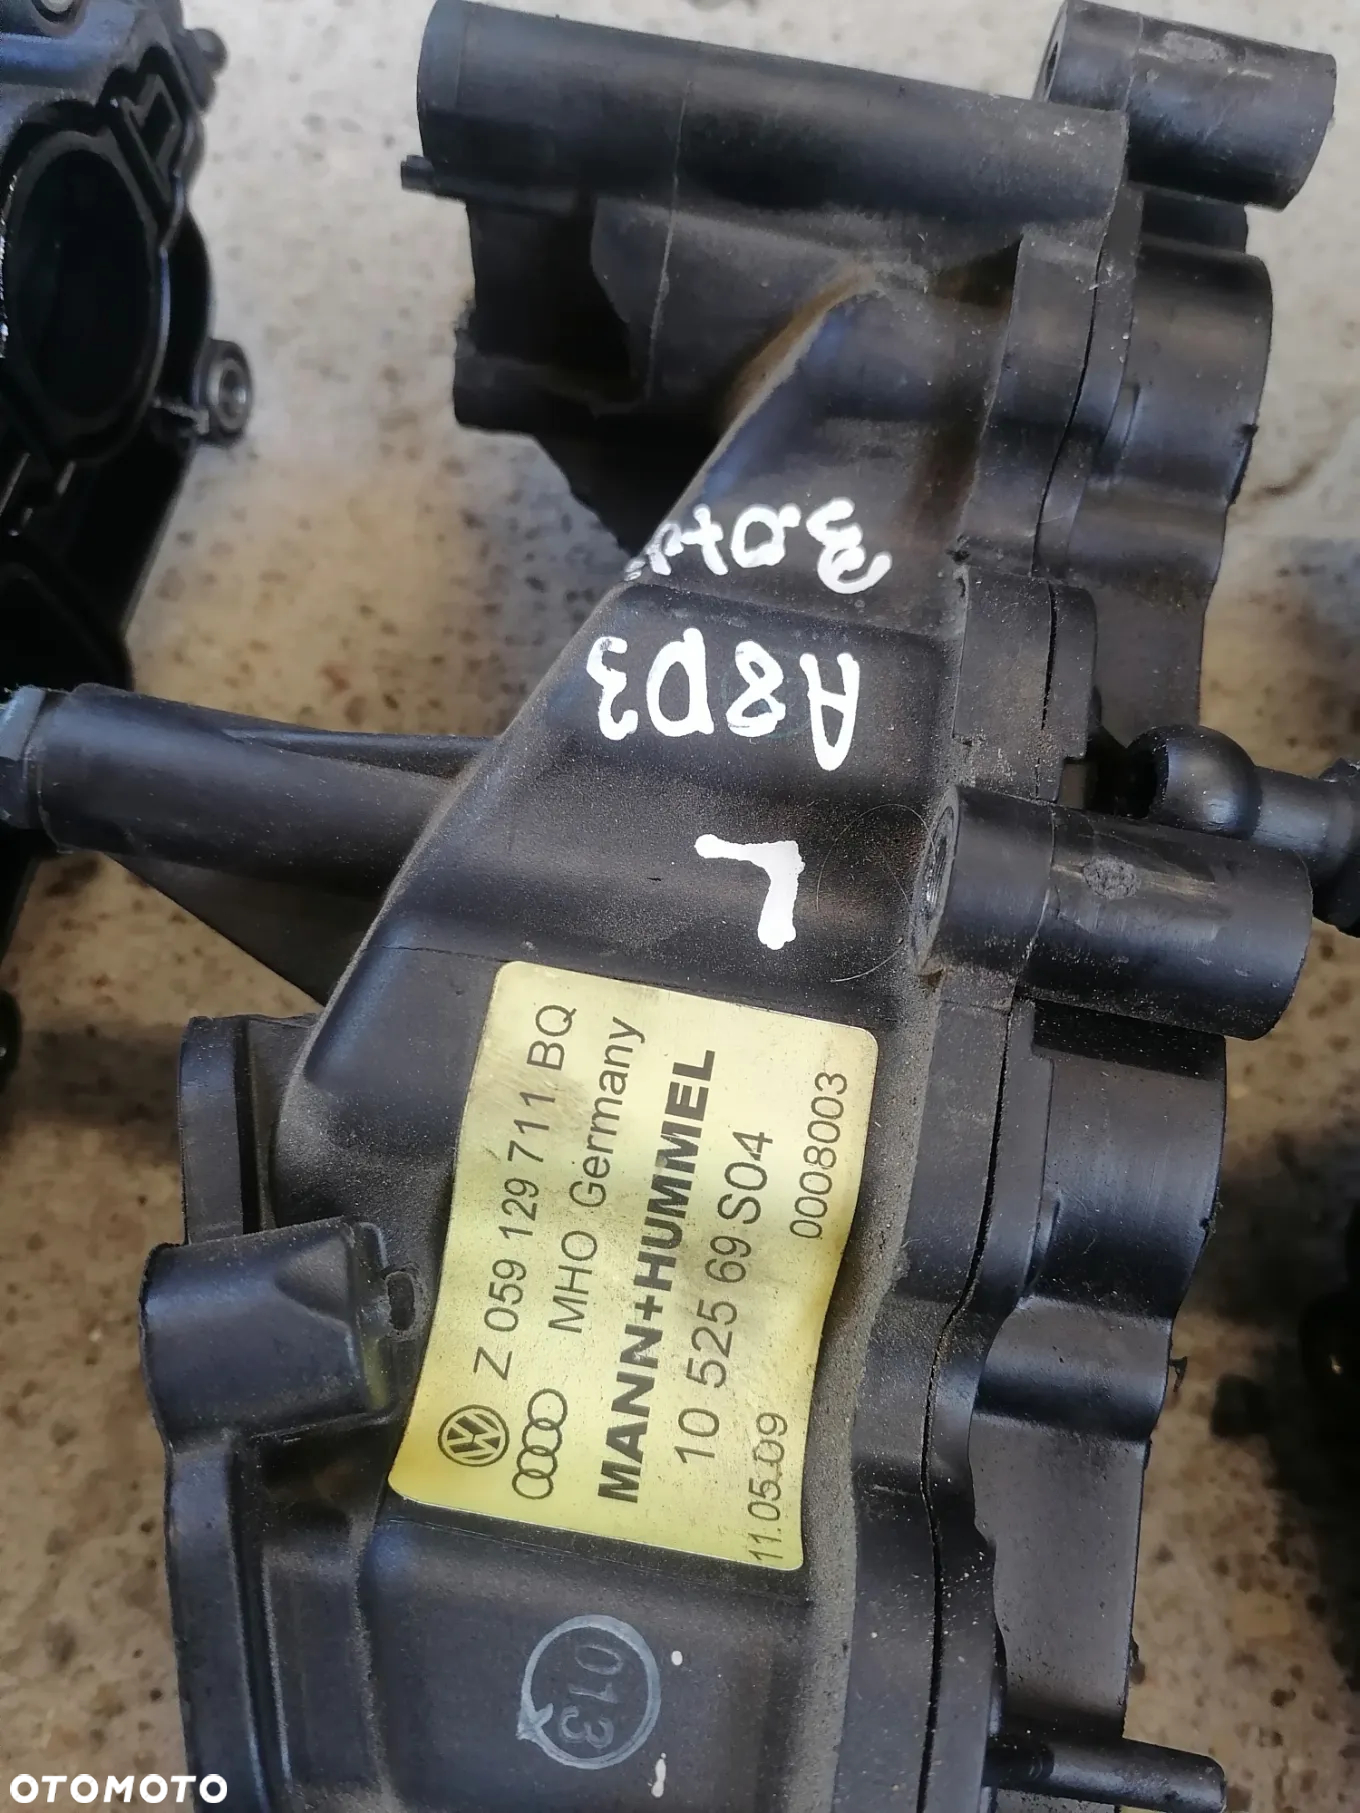 3.0TDI
A8D3
L
Z 059 129 711 BQ
MHO Germany
MANN+HUMMEL
10 525 69 S04
11.05.09 0008003
013
OTOMOTO